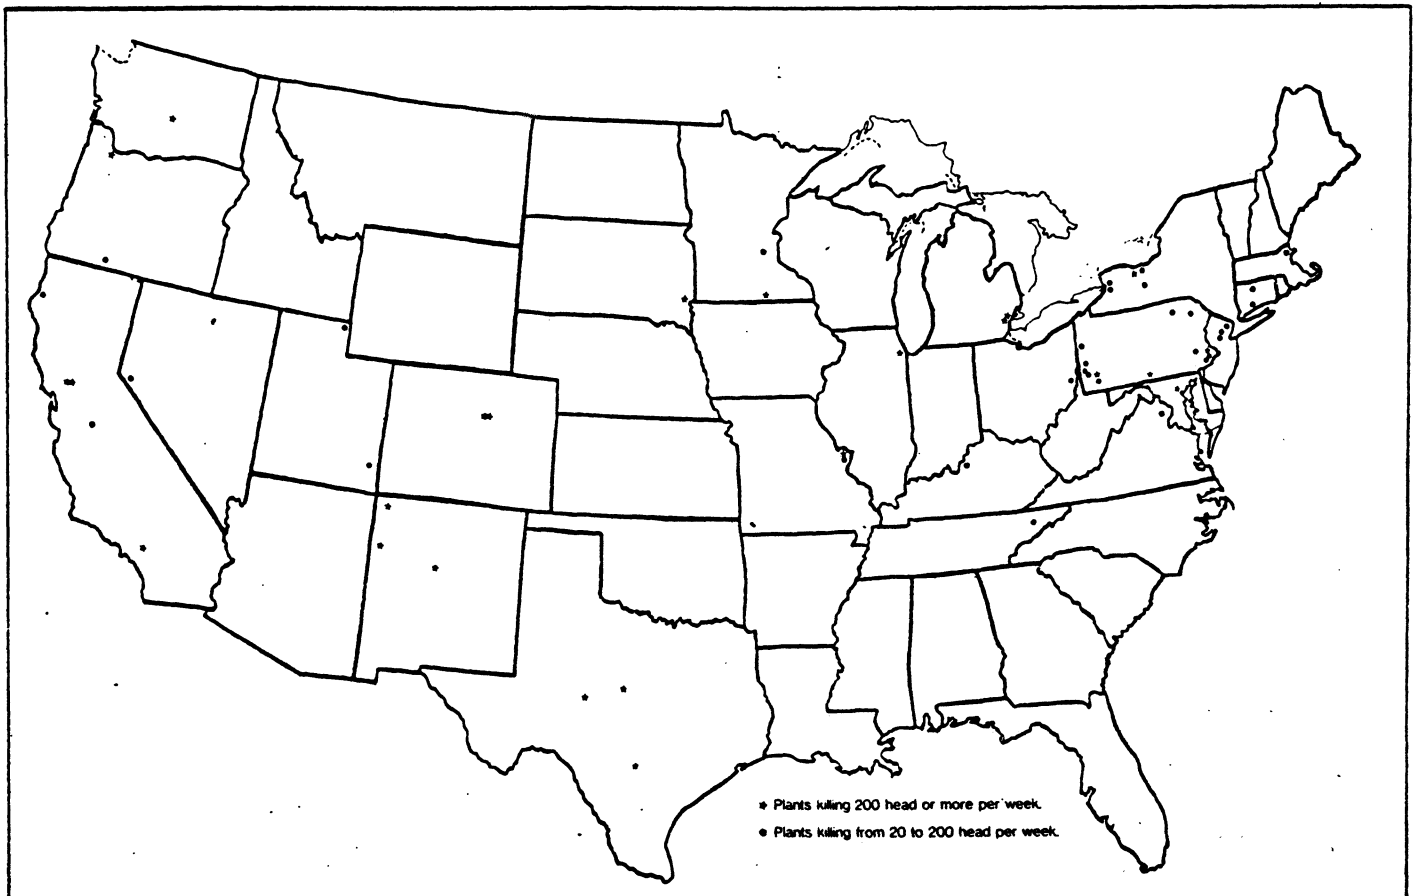 ★ Plants killing 200 head or more per week.
● Plants killing from 20 to 200 head per week.